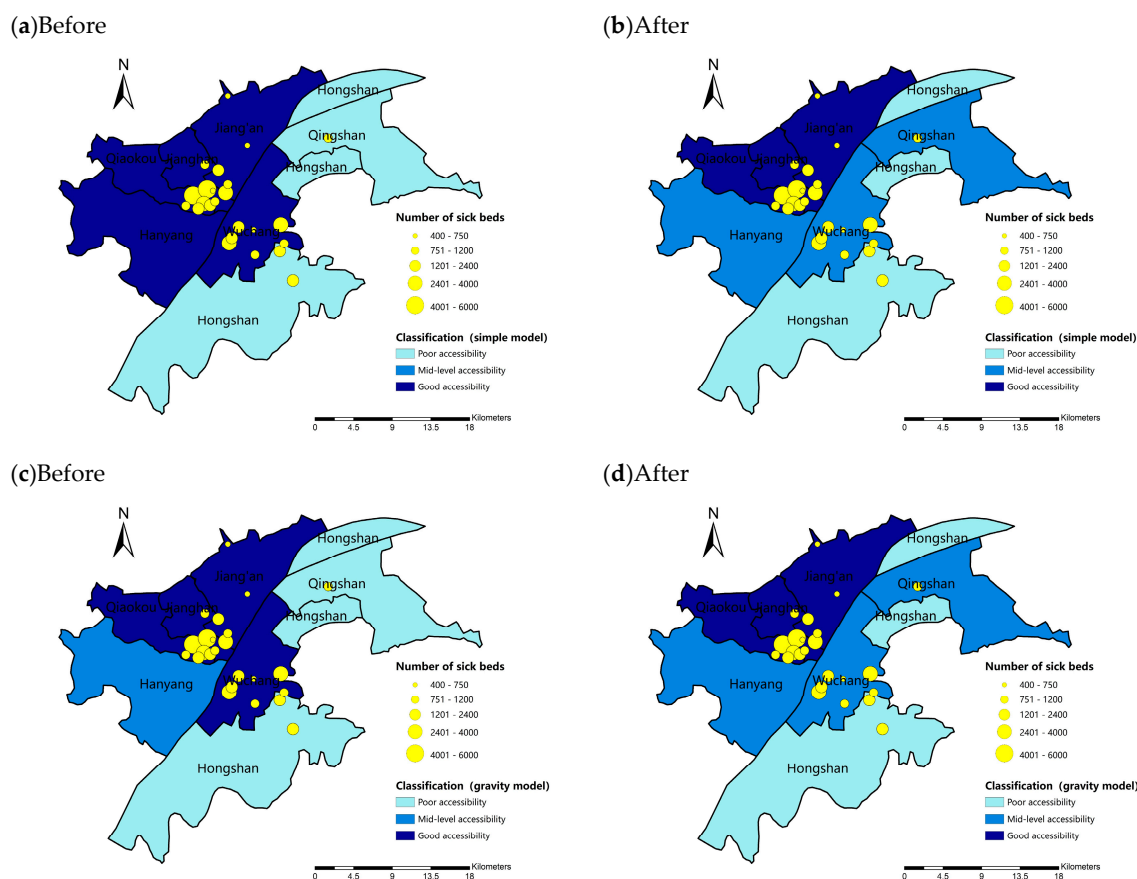 (a)Before
N
Hongshan
Jiang'an
Qingshan
Qiaokou
Jianghan
Hongshan
Hanyang
Wuchang
Hongshan
Number of sick beds
400 - 750
751 - 1200
1201 - 2400
2401 - 4000
4001 - 6000
Classification (simple model)
Poor accessibility
Mid-level accessibility
Good accessibility
Kilometers
0 4.5 9 13.5 18
(b)After
N
Hongshan
Jiang'an
Qingshan
Qiaokou
Jianghan
Hongshan
Hanyang
Wuchang
Hongshan
Number of sick beds
400 - 750
751 - 1200
1201 - 2400
2401 - 4000
4001 - 6000
Classification (simple model)
Poor accessibility
Mid-level accessibility
Good accessibility
Kilometers
0 4.5 9 13.5 18
(c)Before
N
Hongshan
Jiang'an
Qingshan
Qiaokou
Jianghan
Hongshan
Hanyang
Wuchang
Hongshan
Number of sick beds
400 - 750
751 - 1200
1201 - 2400
2401 - 4000
4001 - 6000
Classification (gravity model)
Poor accessibility
Mid-level accessibility
Good accessibility
Kilometers
0 4.5 9 13.5 18
(d)After
N
Hongshan
Jiang'an
Qingshan
Qiaokou
Jianghan
Hongshan
Hanyang
Wuchang
Hongshan
Number of sick beds
400 - 750
751 - 1200
1201 - 2400
2401 - 4000
4001 - 6000
Classification (gravity model)
Poor accessibility
Mid-level accessibility
Good accessibility
Kilometers
0 4.5 9 13.5 18